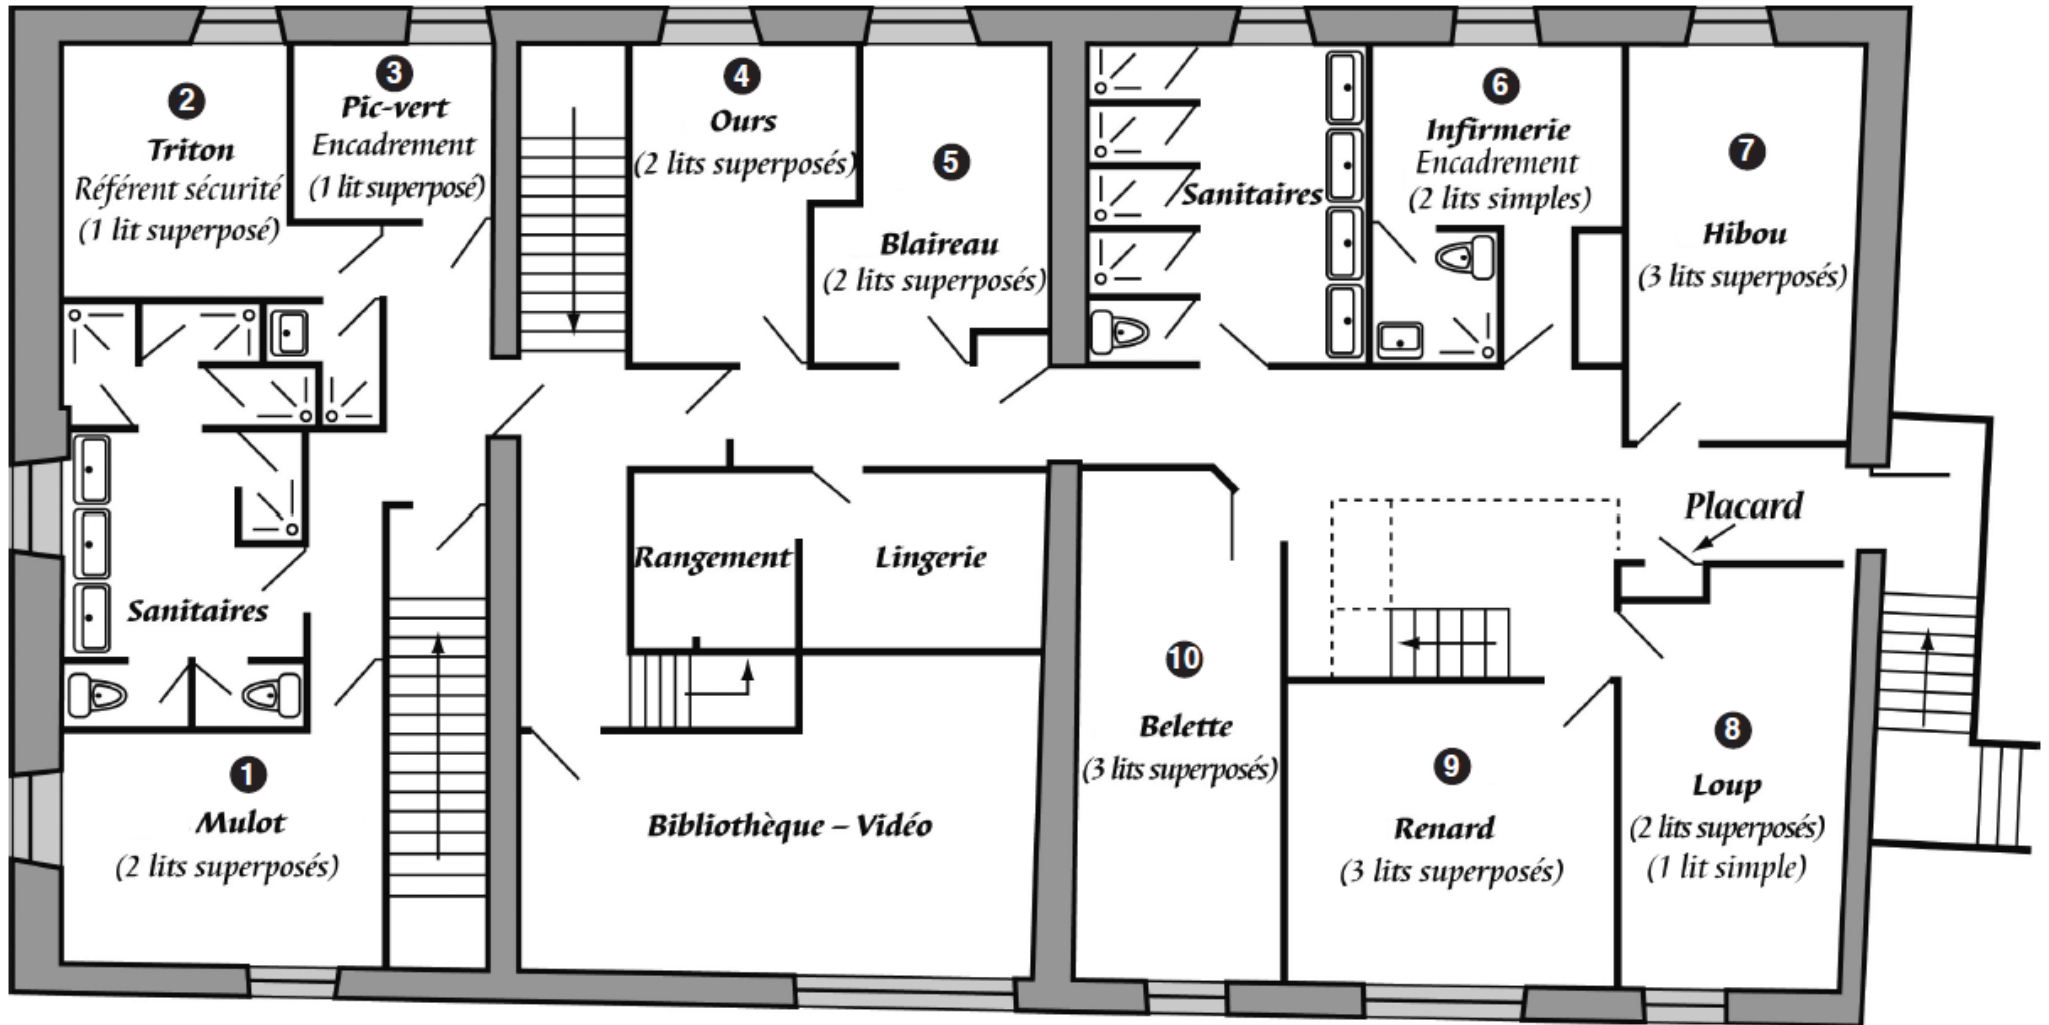 2
Triton
Référent sécurité
(1 lit superposé)
3
Pic-vert
Encadrement
(1 lit superposé)
4
Ours
(2 lits superposés)
5
Blaireau
(2 lits superposés)
Sanitaires
6
Infirmerie
Encadrement
(2 lits simples)
7
Hibou
(3 lits superposés)
Placard
Rangement
Lingerie
Sanitaires
1
Mulot
(2 lits superposés)
Bibliothèque – Vidéo
10
Belette
(3 lits superposés)
9
Renard
(3 lits superposés)
8
Loup
(2 lits superposés)
(1 lit simple)